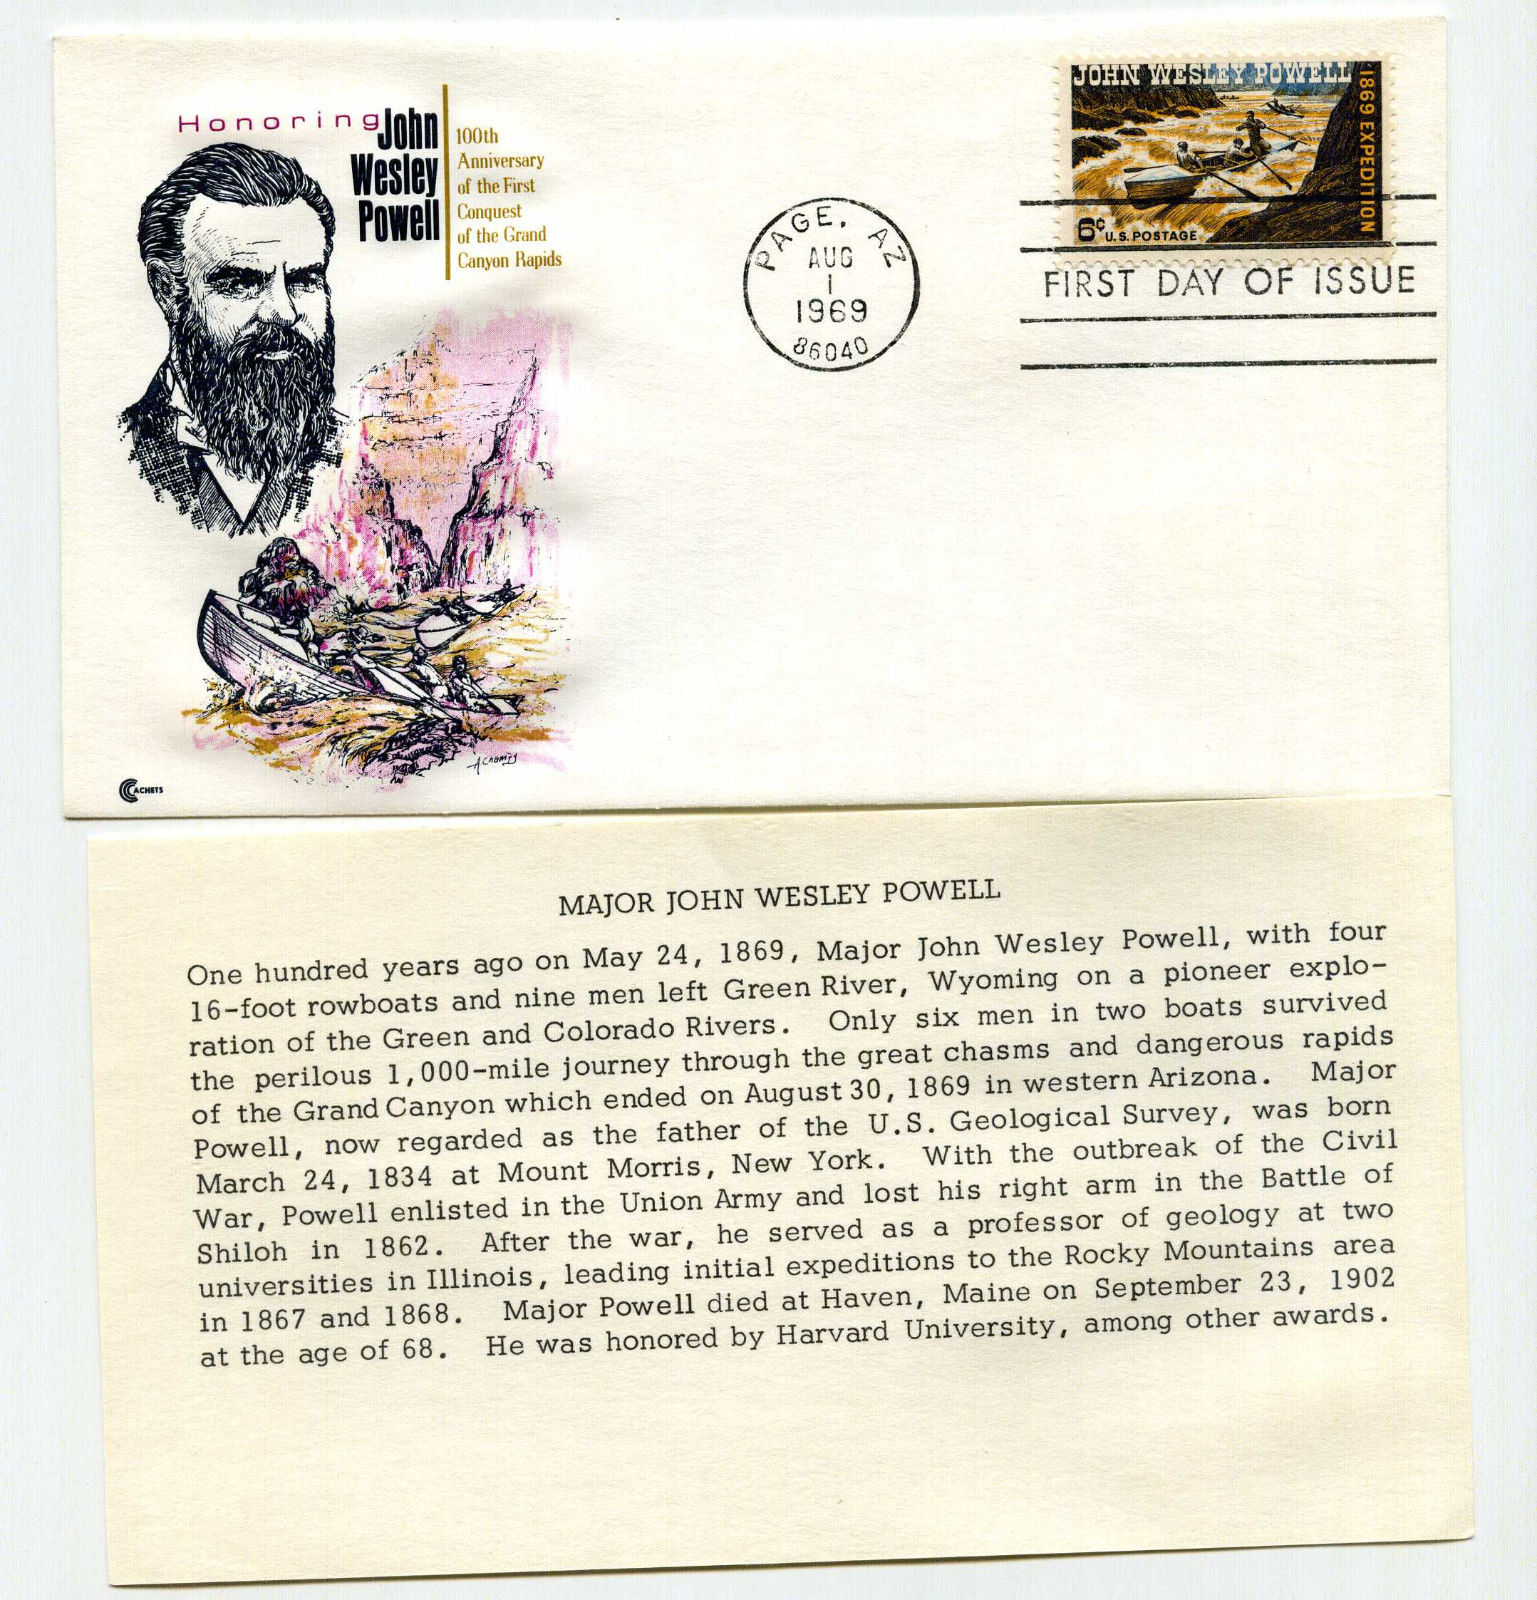 Honoring
John
Wesley
Powell
100th
Anniversary
of the First
Conquest
of the Grand
Canyon Rapids
CACHETS
PAGE, AZ
AUG
1
1969
86040
JOHN WESLEY POWELL
1869 EXPEDITION
6¢ U.S. POSTAGE
FIRST DAY OF ISSUE
MAJOR JOHN WESLEY POWELL
One hundred years ago on May 24, 1869, Major John Wesley Powell, with four
16-foot rowboats and nine men left Green River, Wyoming on a pioneer explo-
ration of the Green and Colorado Rivers. Only six men in two boats survived
the perilous 1,000-mile journey through the great chasms and dangerous rapids
of the Grand Canyon which ended on August 30, 1869 in western Arizona. Major
Powell, now regarded as the father of the U.S. Geological Survey, was born
March 24, 1834 at Mount Morris, New York. With the outbreak of the Civil
War, Powell enlisted in the Union Army and lost his right arm in the Battle of
Shiloh in 1862. After the war, he served as a professor of geology at two
universities in Illinois, leading initial expeditions to the Rocky Mountains area
in 1867 and 1868. Major Powell died at Haven, Maine on September 23, 1902
at the age of 68. He was honored by Harvard University, among other awards.